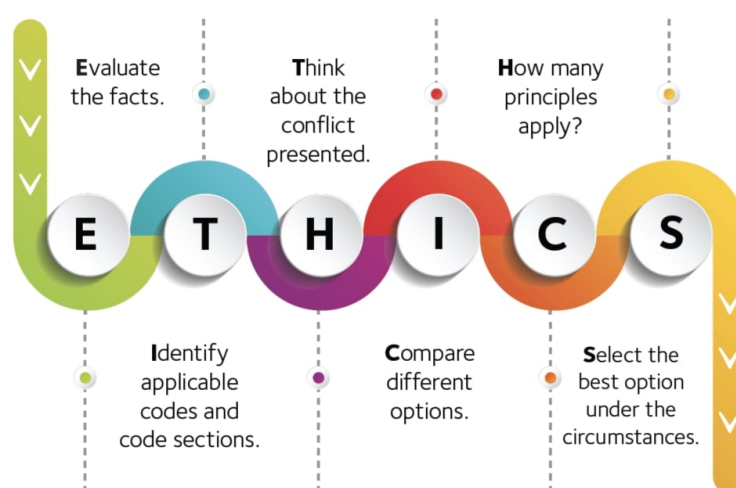 Evaluate
the facts.
Think
about the
conflict
presented.
How many
principles
apply?
E T H I C S
Identify
applicable
codes and
code sections.
Compare
different
options.
Select the
best option
under the
circumstances.